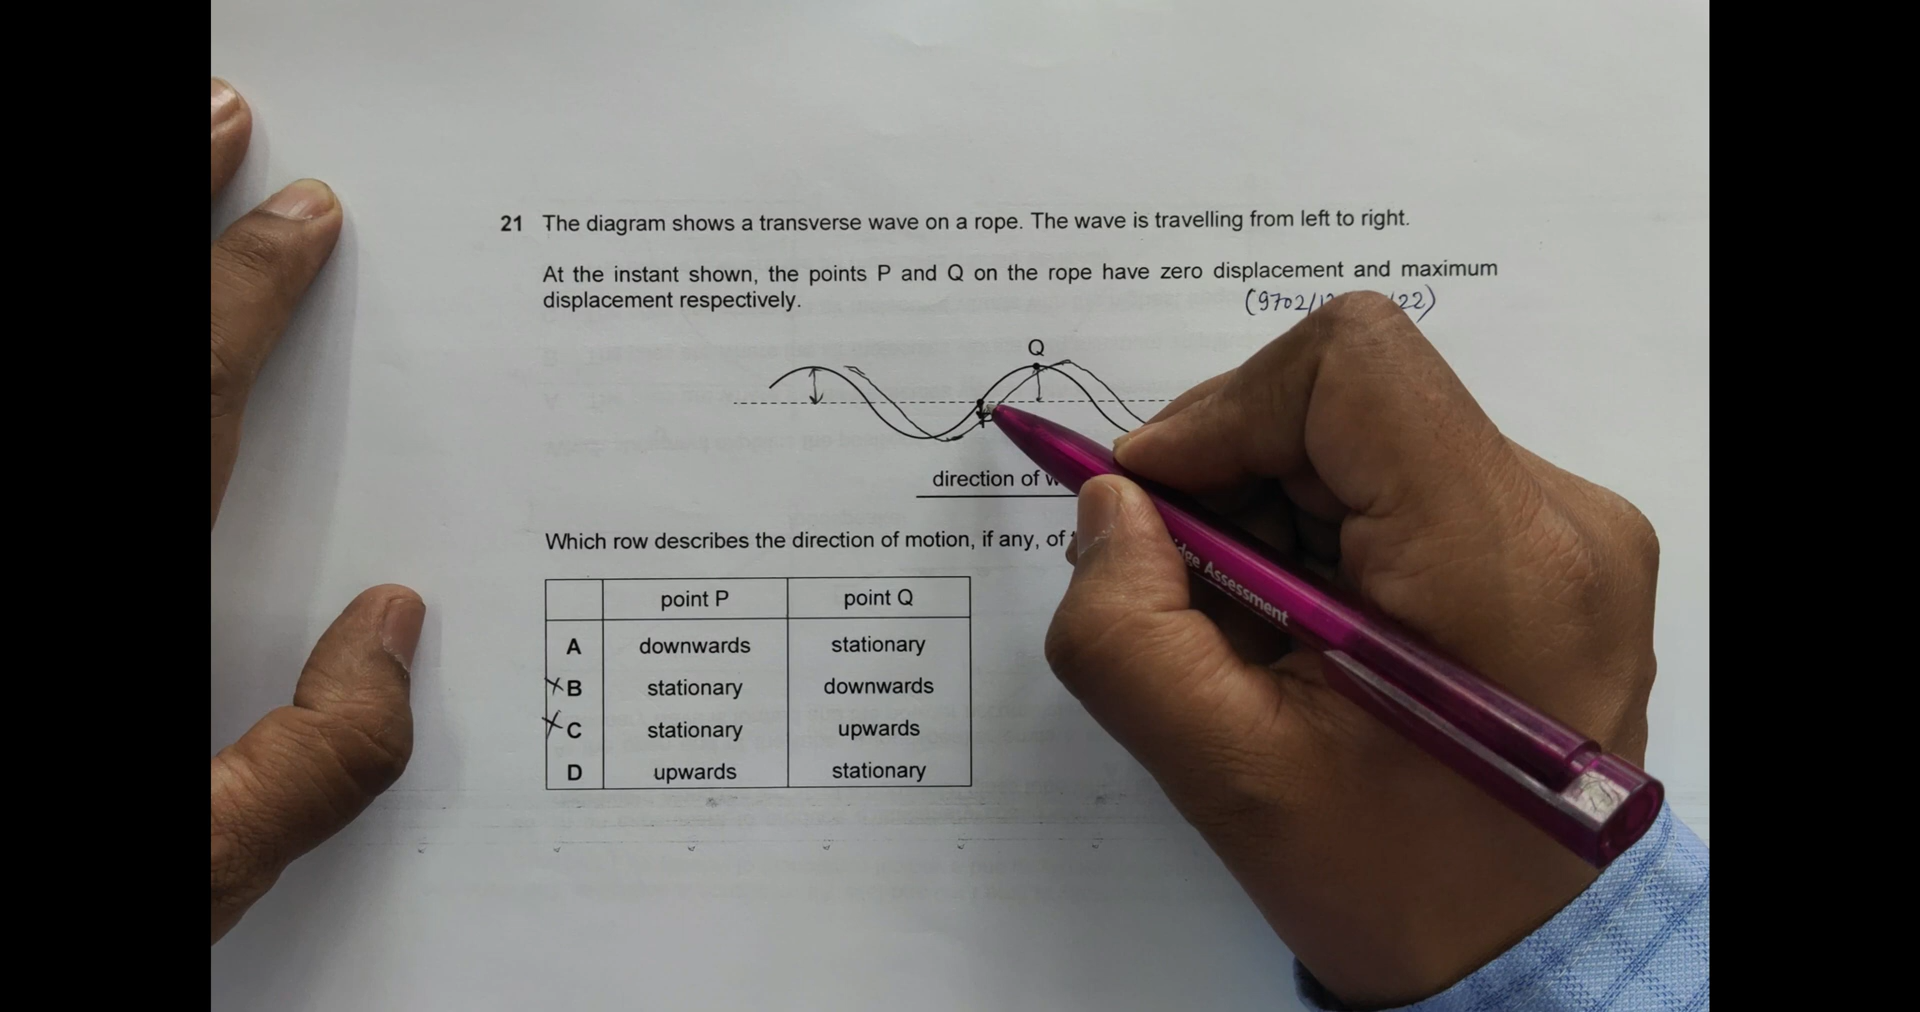 21 The diagram shows a transverse wave on a rope. The wave is travelling from left to right.
At the instant shown, the points P and Q on the rope have zero displacement and maximum
displacement respectively.
(9702/1 /22)
Q
direction of
Which row describes the direction of motion, if any, of
point P point Q
A downwards stationary
B stationary downwards
C stationary upwards
D upwards stationary
dge Assessment